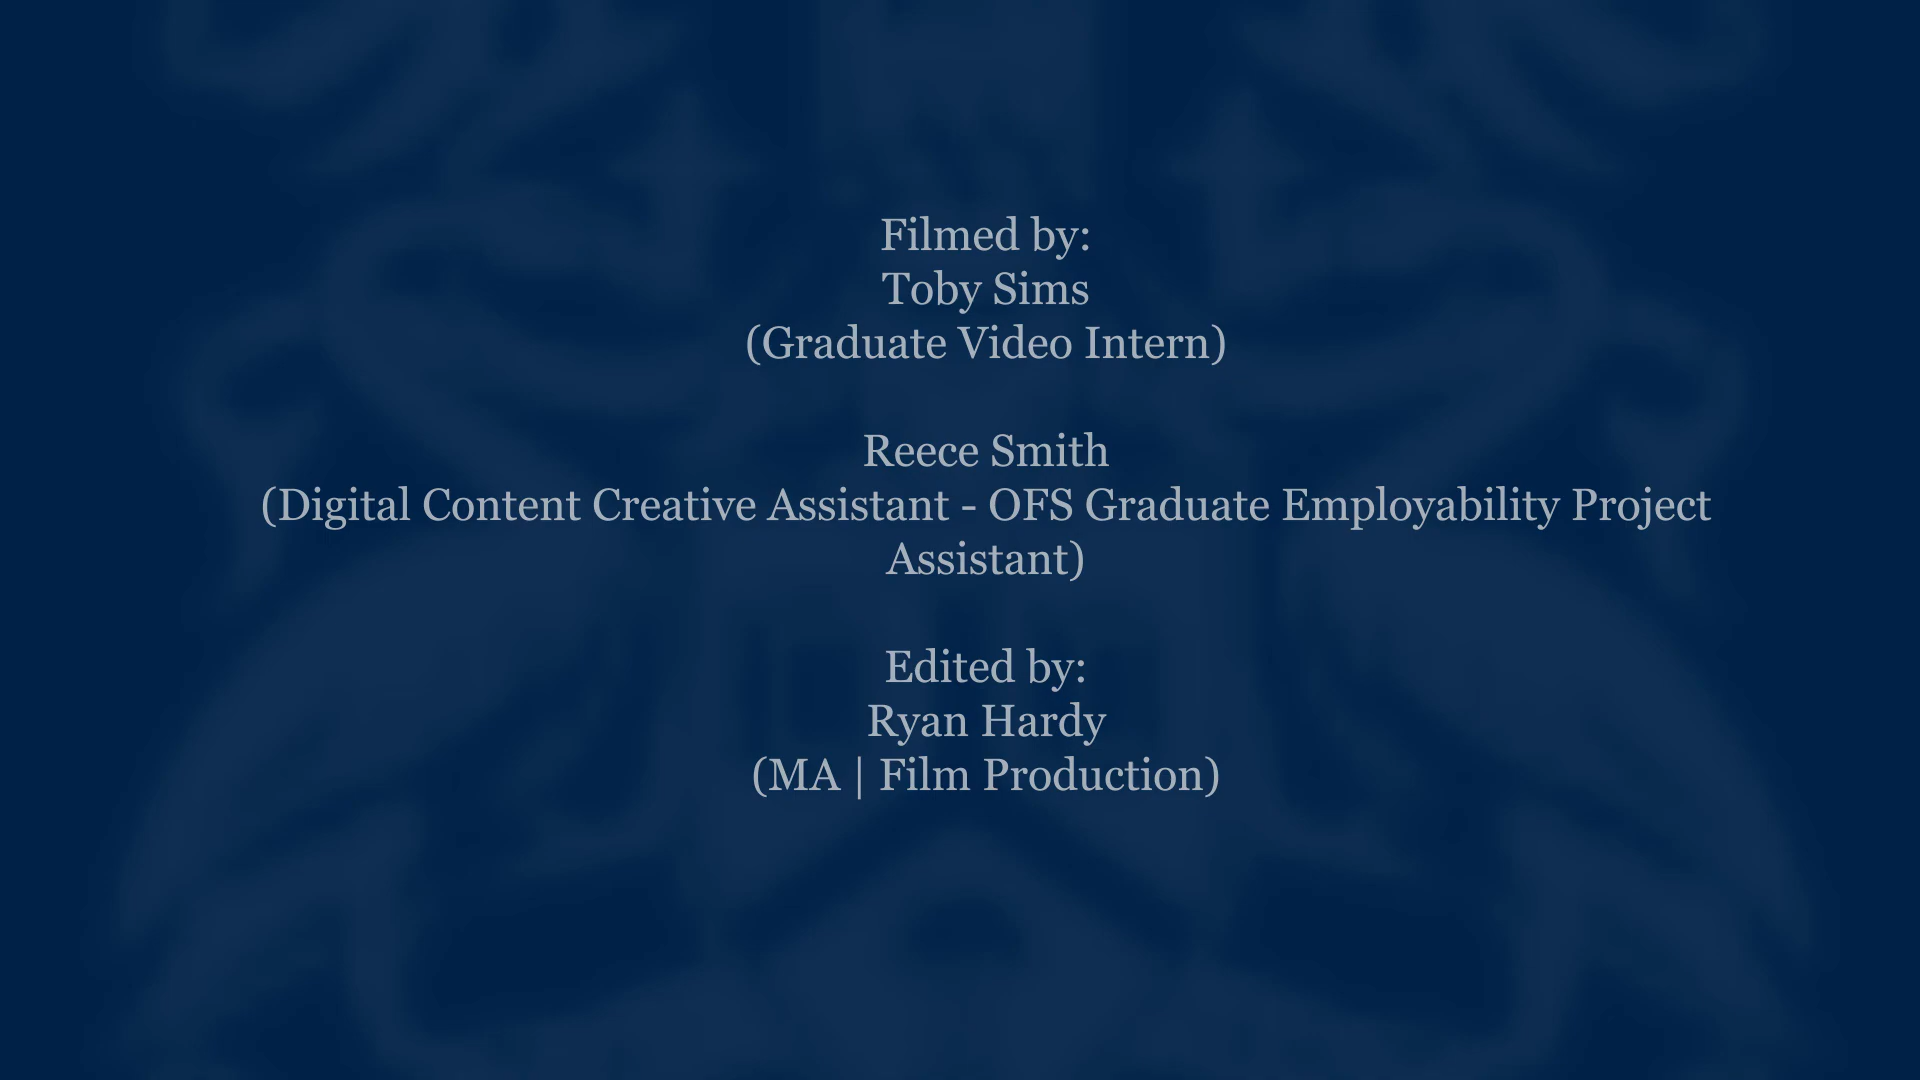 Filmed by:
Toby Sims
(Graduate Video Intern)
Reece Smith
(Digital Content Creative Assistant - OFS Graduate Employability Project
Assistant)
Edited by:
Ryan Hardy
(MA | Film Production)